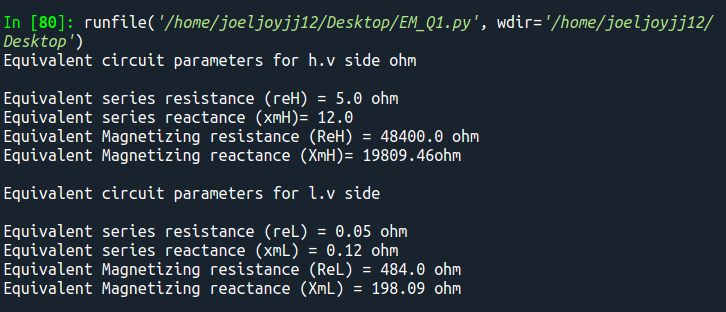 In [80]: runfile('/home/joeljoyjj12/Desktop/EM_Q1.py', wdir='/home/joeljoyjj12/
Desktop')
Equivalent circuit parameters for h.v side ohm
Equivalent series resistance (reH) = 5.0 ohm
Equivalent series reactance (xmH)= 12.0
Equivalent Magnetizing resistance (ReH) = 48400.0 ohm
Equivalent Magnetizing reactance (XmH)= 19809.46ohm
Equivalent circuit parameters for l.v side
Equivalent series resistance (reL) = 0.05 ohm
Equivalent series reactance (xmL) = 0.12 ohm
Equivalent Magnetizing resistance (ReL) = 484.0 ohm
Equivalent Magnetizing reactance (XmL) = 198.09 ohm